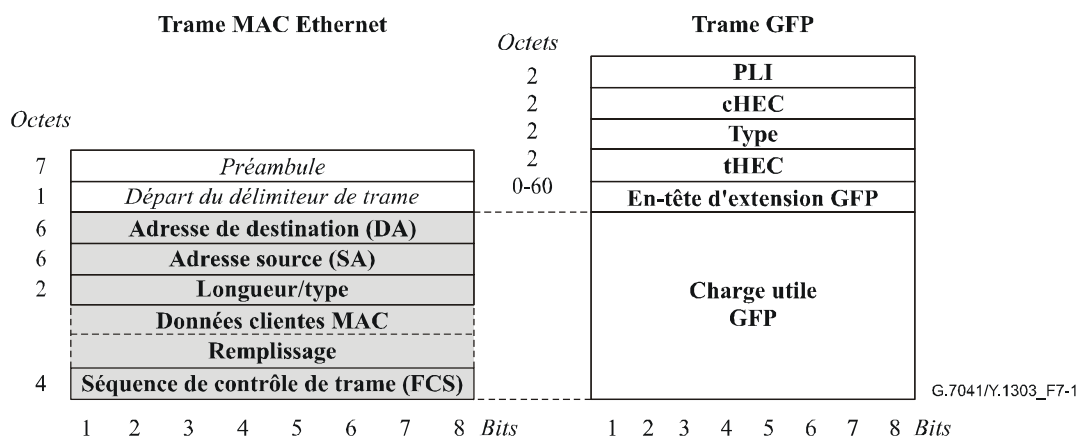 Trame MAC Ethernet
Trame GFP
Octets
2 PLI
2 cHEC
Octets
2 Type
7 Préambule
2 tHEC
1 Départ du délimiteur de trame
0-60 En-tête d'extension GFP
6 Adresse de destination (DA)
6 Adresse source (SA)
2 Longueur/type
Charge utile
GFP
Données clientes MAC
Remplissage
4 Séquence de contrôle de trame (FCS)
G.7041/Y.1303_F7-1
1 2 3 4 5 6 7 8 Bits
1 2 3 4 5 6 7 8 Bits